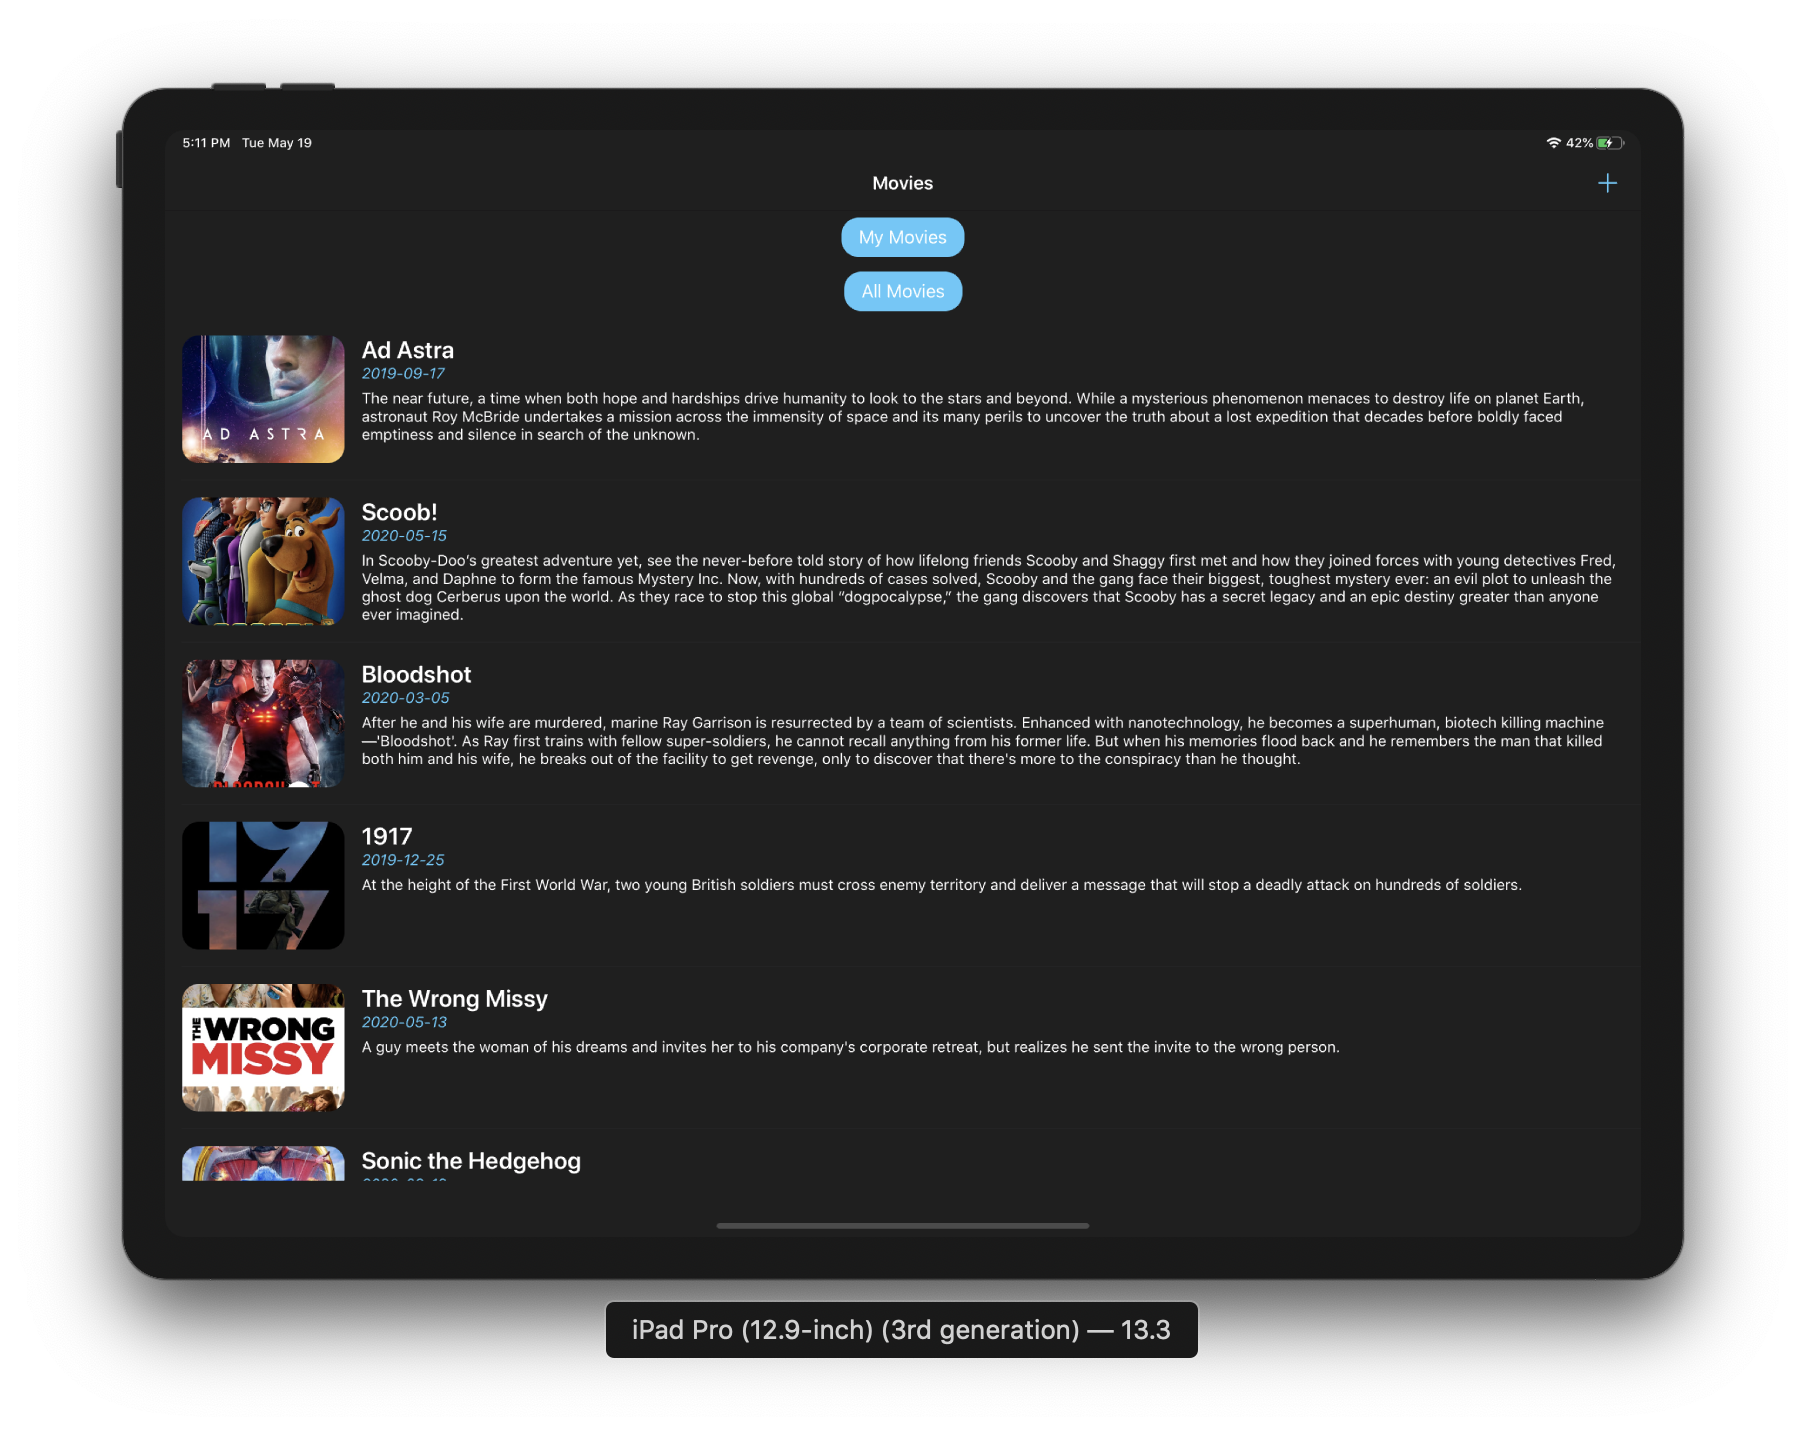 5:11 PM Tue May 19
42%
Movies
My Movies
All Movies
AD ASTRA
Ad Astra
2019-09-17
The near future, a time when both hope and hardships drive humanity to look to the stars and beyond. While a mysterious phenomenon menaces to destroy life on planet Earth,
astronaut Roy McBride undertakes a mission across the immensity of space and its many perils to uncover the truth about a lost expedition that decades before boldly faced
emptiness and silence in search of the unknown.
Scoob!
2020-05-15
In Scooby-Doo's greatest adventure yet, see the never-before told story of how lifelong friends Scooby and Shaggy first met and how they joined forces with young detectives Fred,
Velma, and Daphne to form the famous Mystery Inc. Now, with hundreds of cases solved, Scooby and the gang face their biggest, toughest mystery ever: an evil plot to unleash the
ghost dog Cerberus upon the world. As they race to stop this global “dogpocalypse,” the gang discovers that Scooby has a secret legacy and an epic destiny greater than anyone
ever imagined.
Bloodshot
2020-03-05
After he and his wife are murdered, marine Ray Garrison is resurrected by a team of scientists. Enhanced with nanotechnology, he becomes a superhuman, biotech killing machine
—'Bloodshot'. As Ray first trains with fellow super-soldiers, he cannot recall anything from his former life. But when his memories flood back and he remembers the man that killed
both him and his wife, he breaks out of the facility to get revenge, only to discover that there's more to the conspiracy than he thought.
19
17
1917
2019-12-25
At the height of the First World War, two young British soldiers must cross enemy territory and deliver a message that will stop a deadly attack on hundreds of soldiers.
THE WRONG
MISSY
The Wrong Missy
2020-05-13
A guy meets the woman of his dreams and invites her to his company's corporate retreat, but realizes he sent the invite to the wrong person.
Sonic the Hedgehog
iPad Pro (12.9-inch) (3rd generation) — 13.3